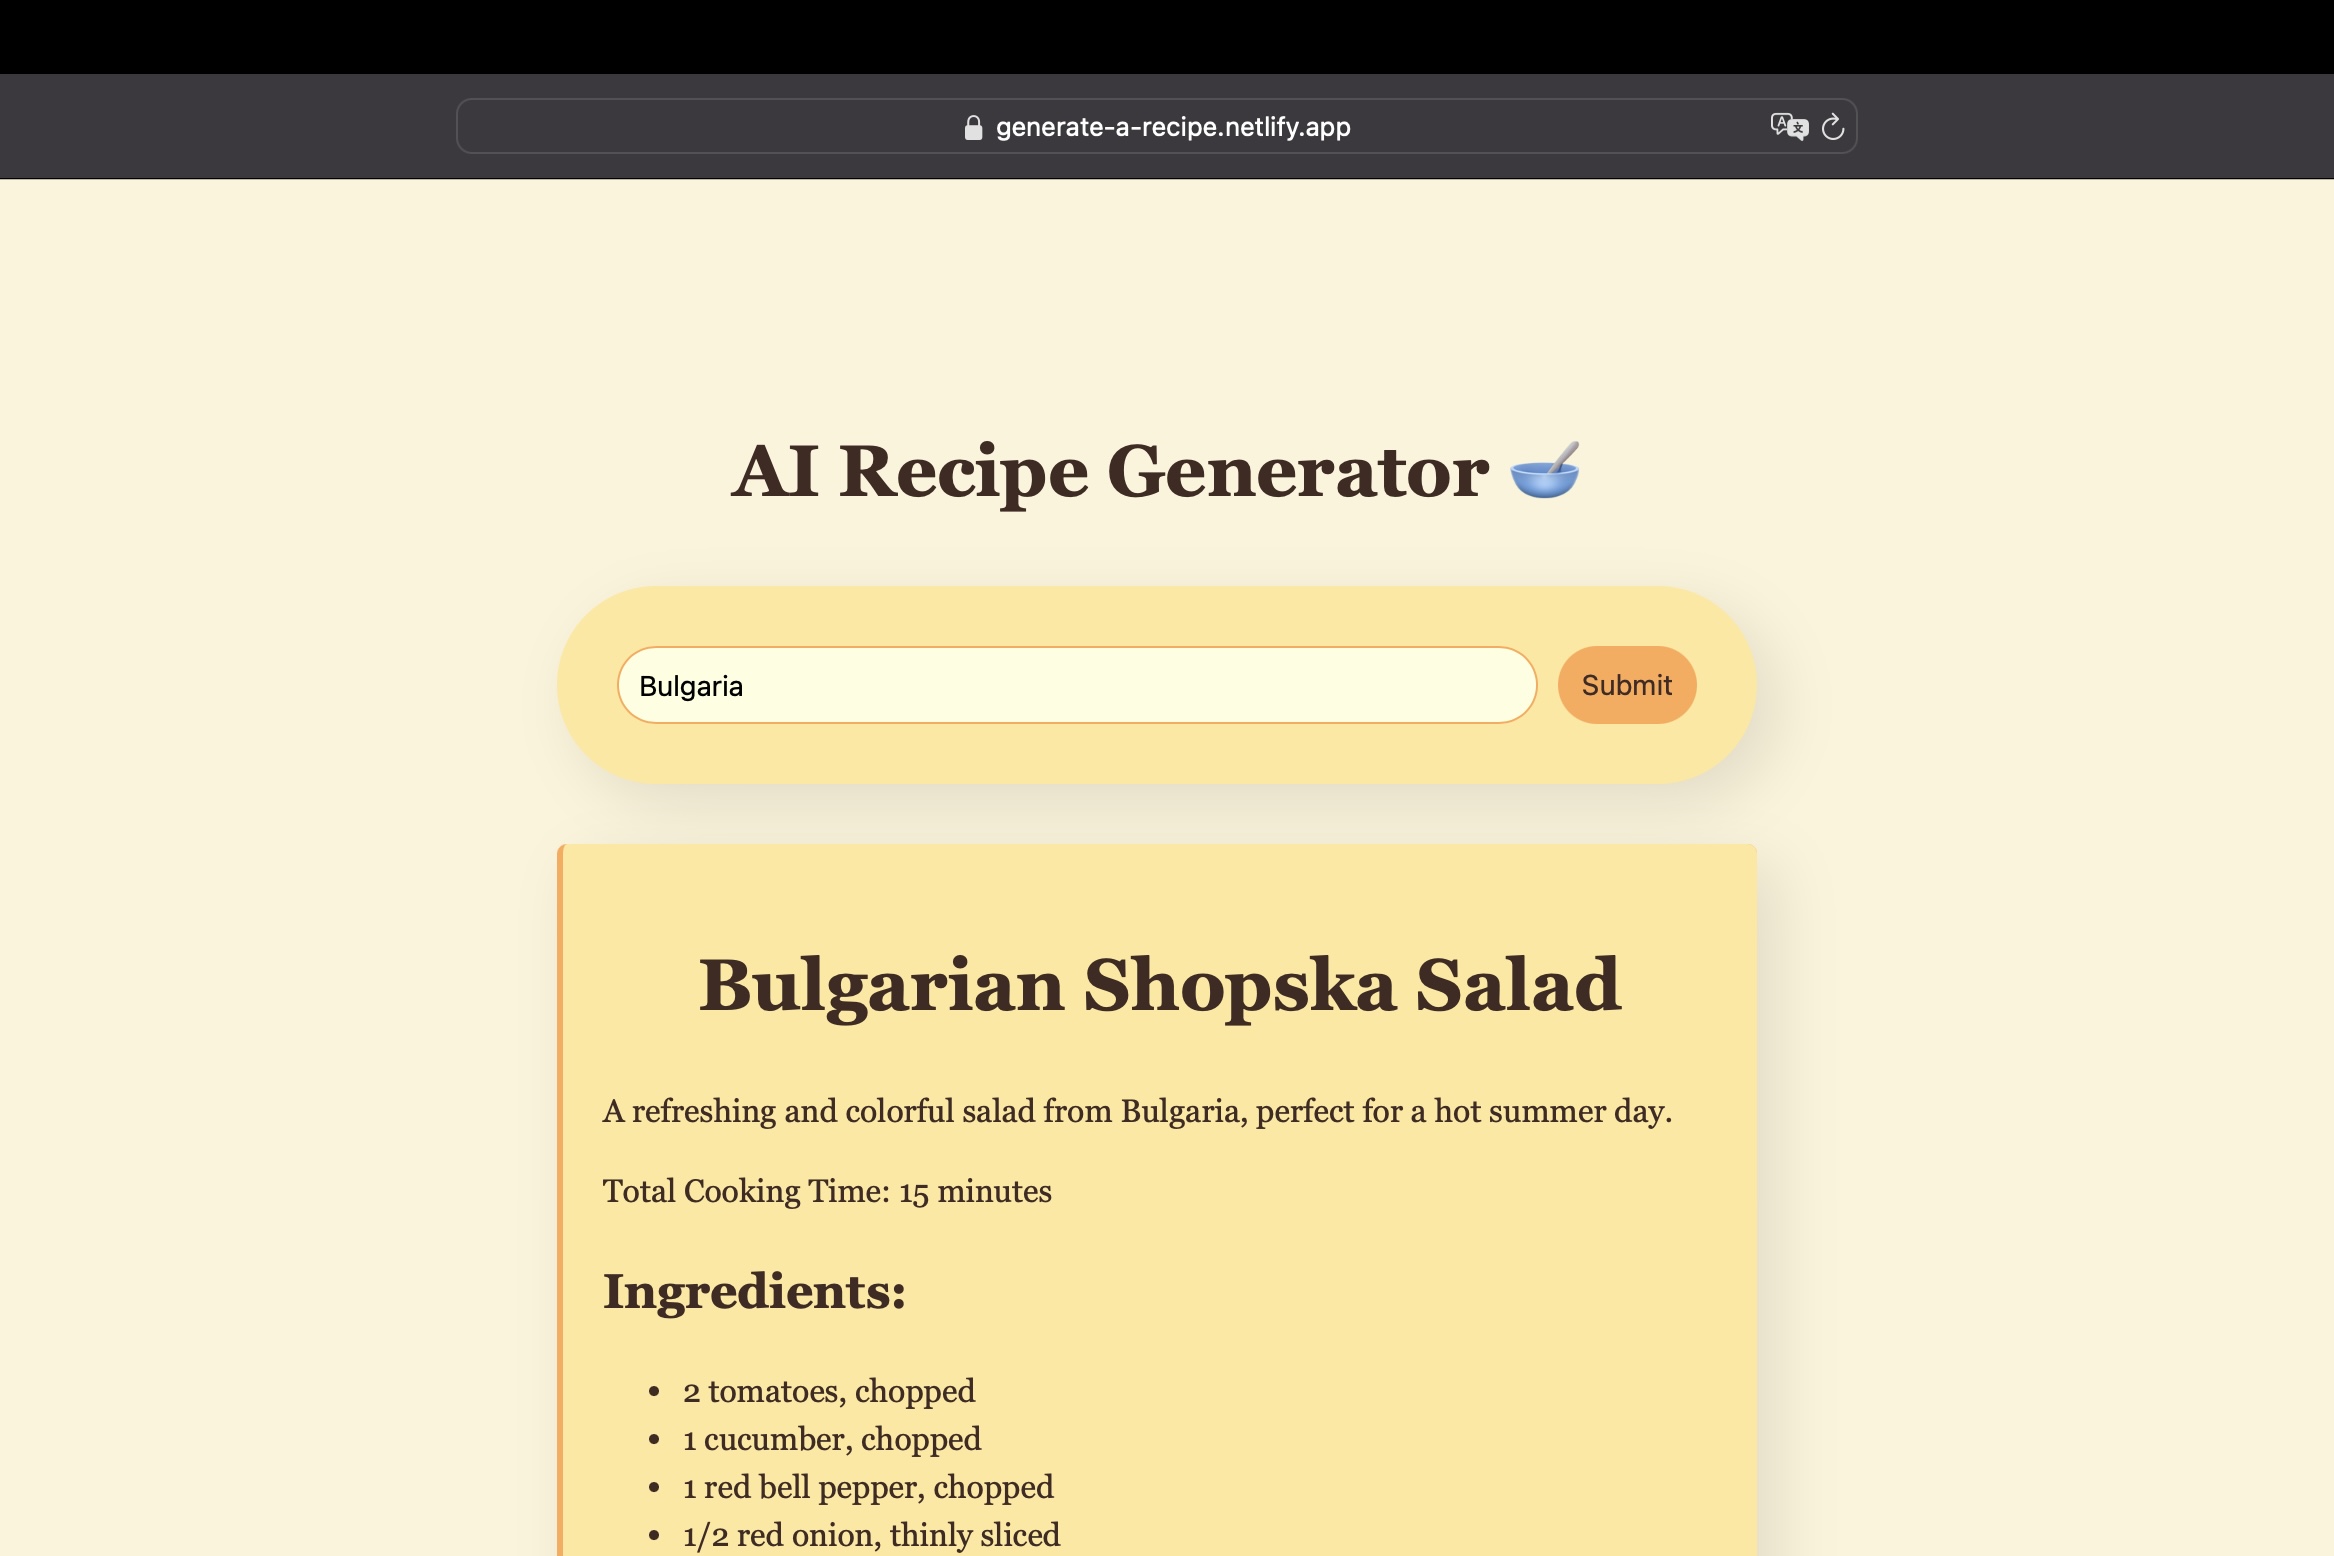 generate-a-recipe.netlify.app
AI Recipe Generator
Bulgaria
Submit
Bulgarian Shopska Salad
A refreshing and colorful salad from Bulgaria, perfect for a hot summer day.
Total Cooking Time: 15 minutes
Ingredients:
2 tomatoes, chopped
1 cucumber, chopped
1 red bell pepper, chopped
1/2 red onion, thinly sliced